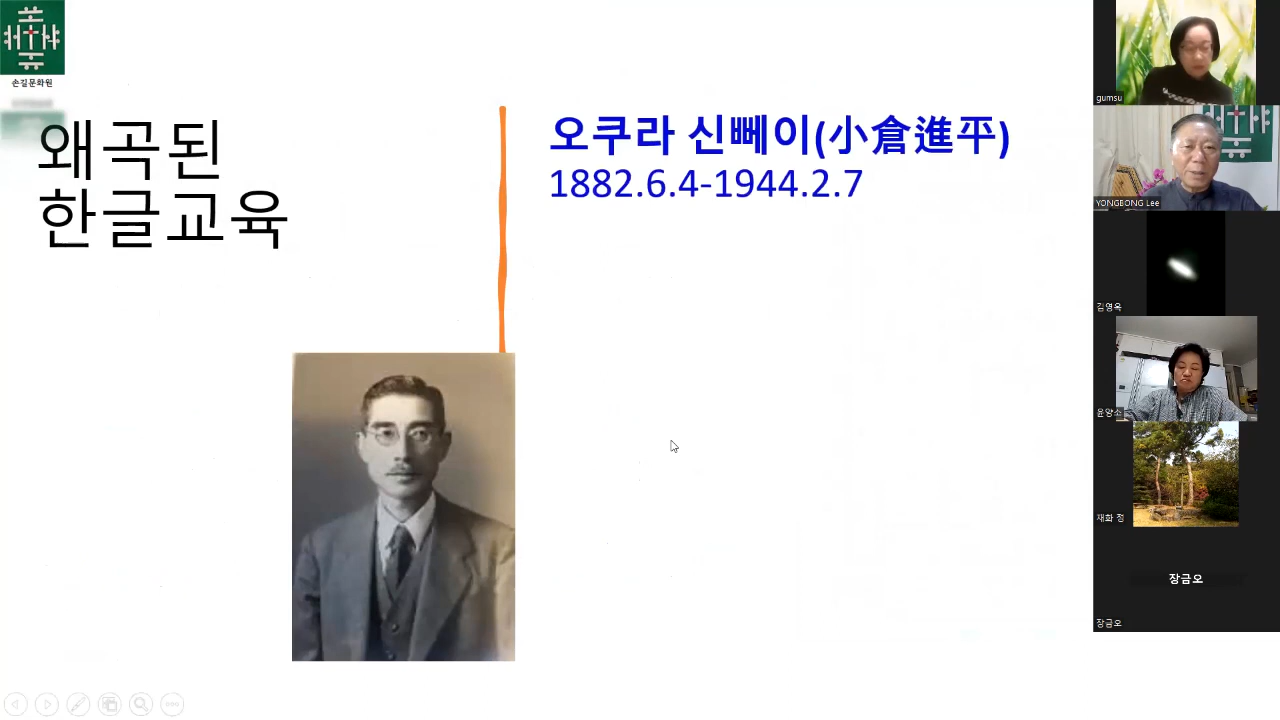 손길문화원
왜곡된
한글교육
오쿠라 신뻬이(小倉進平)
1882.6.4-1944.2.7
gumsu
YONGBONG Lee
김영옥
윤양소
재화 정
장금오
장금오